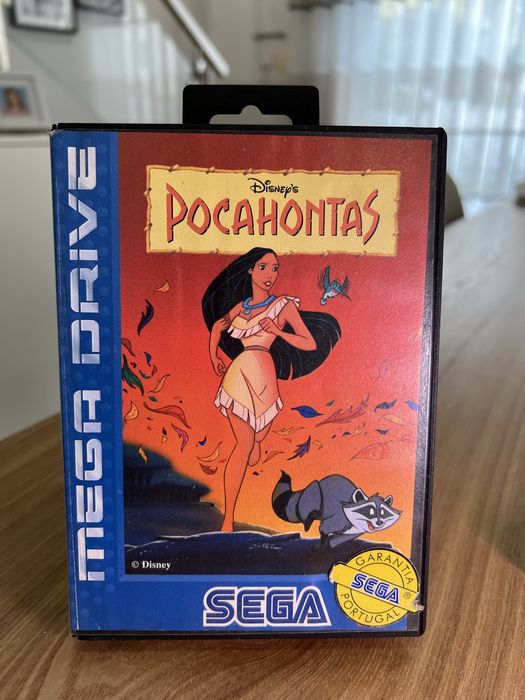 MEGA DRIVE
DISNEY'S
POCAHONTAS
© Disney
SEGA
GARANTIA
SEGA ®
PORTUGAL